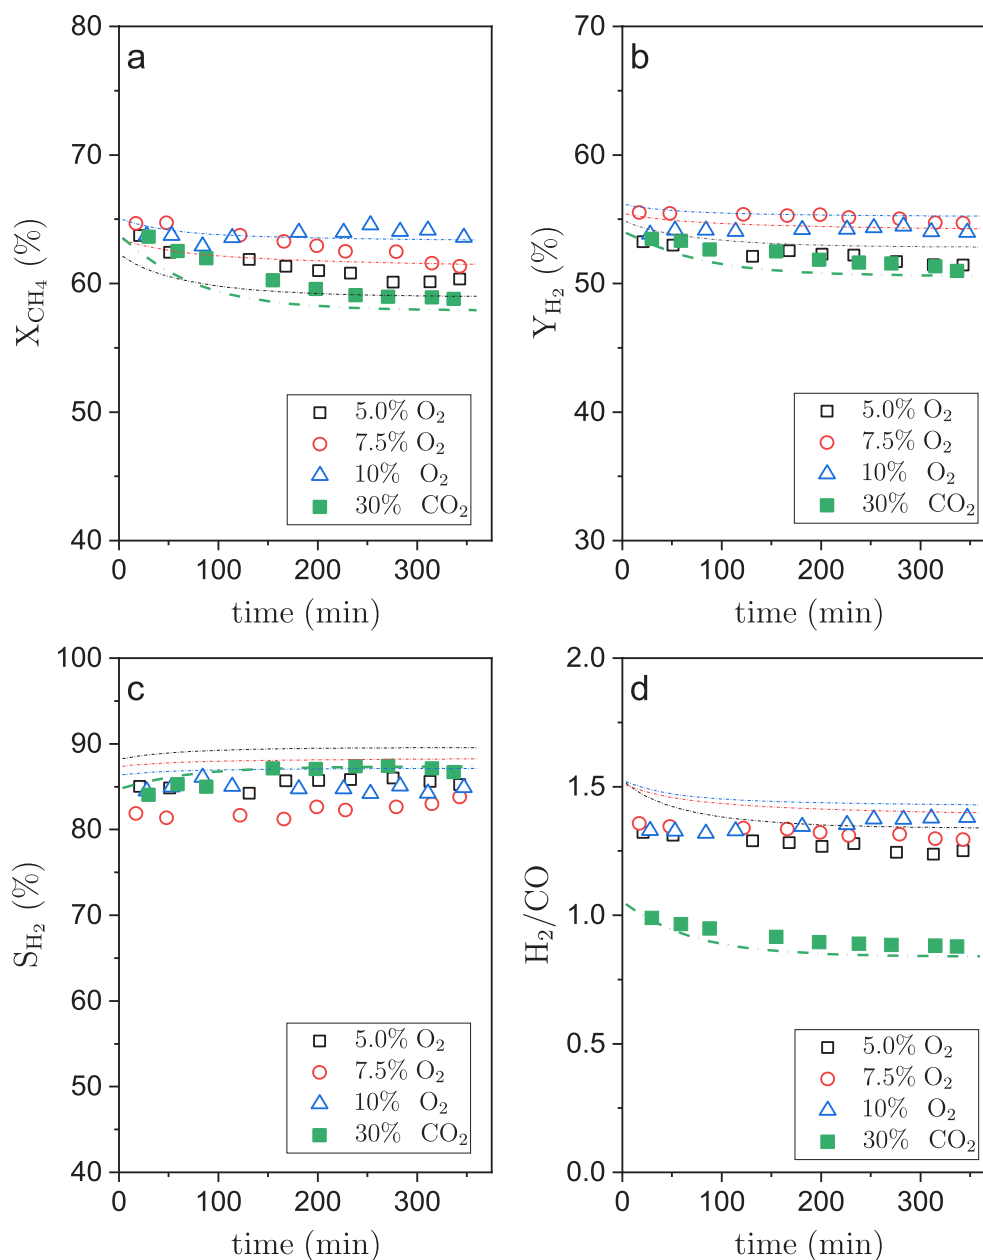 a
X_CH4 (%)
80
70
60
50
40
0 100 200 300
time (min)
5.0% O2
7.5% O2
10% O2
30% CO2
b
Y_H2 (%)
70
60
50
40
30
0 100 200 300
time (min)
5.0% O2
7.5% O2
10% O2
30% CO2
c
S_H2 (%)
100
90
80
70
60
50
40
0 100 200 300
time (min)
5.0% O2
7.5% O2
10% O2
30% CO2
d
H2/CO
2.0
1.5
1.0
0.5
0.0
0 100 200 300
time (min)
5.0% O2
7.5% O2
10% O2
30% CO2